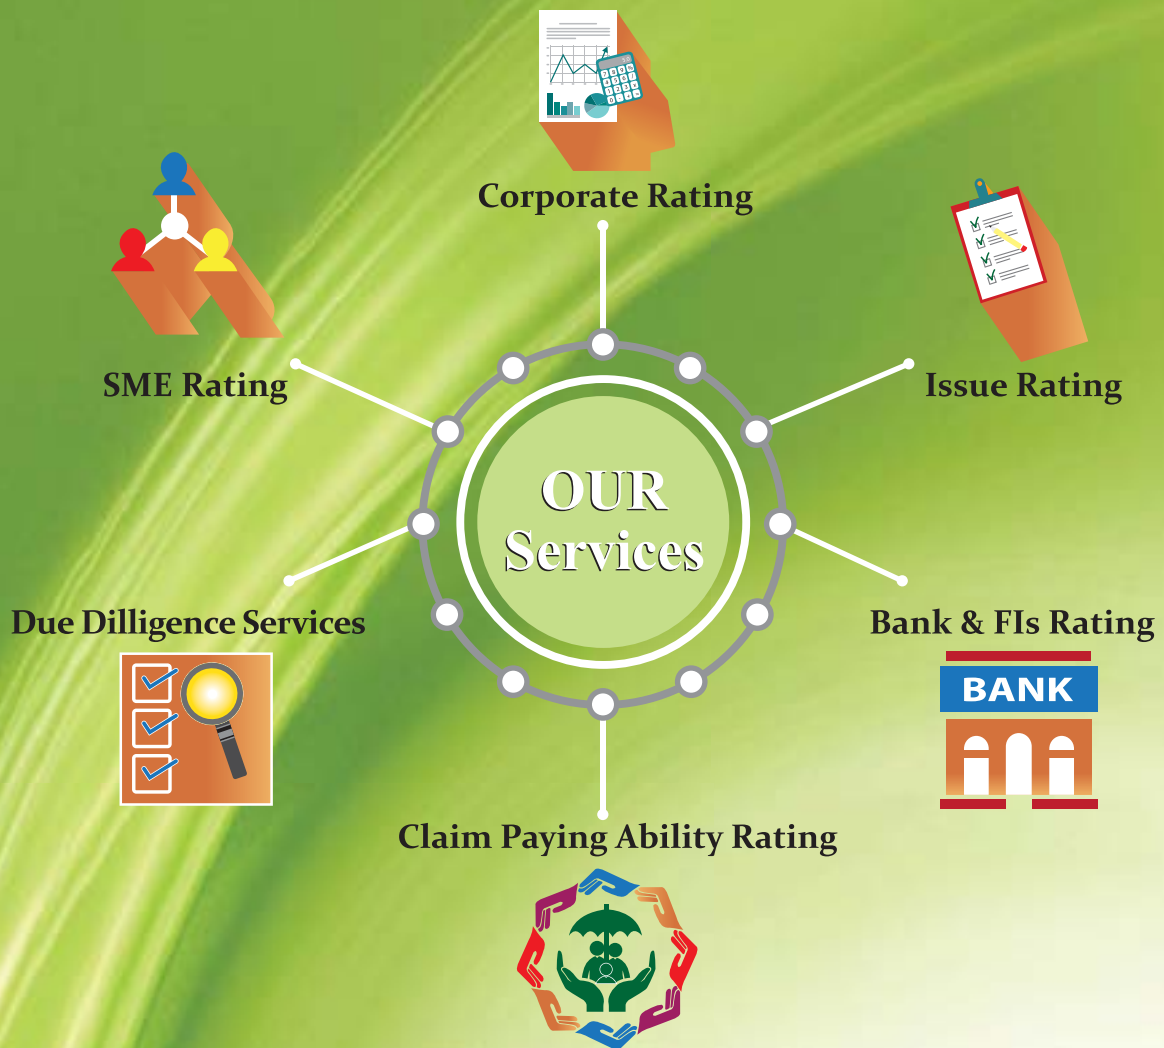 Corporate Rating
SME Rating
Issue Rating
OUR
Services
Due Dilligence Services
Bank & FIs Rating
BANK
Claim Paying Ability Rating